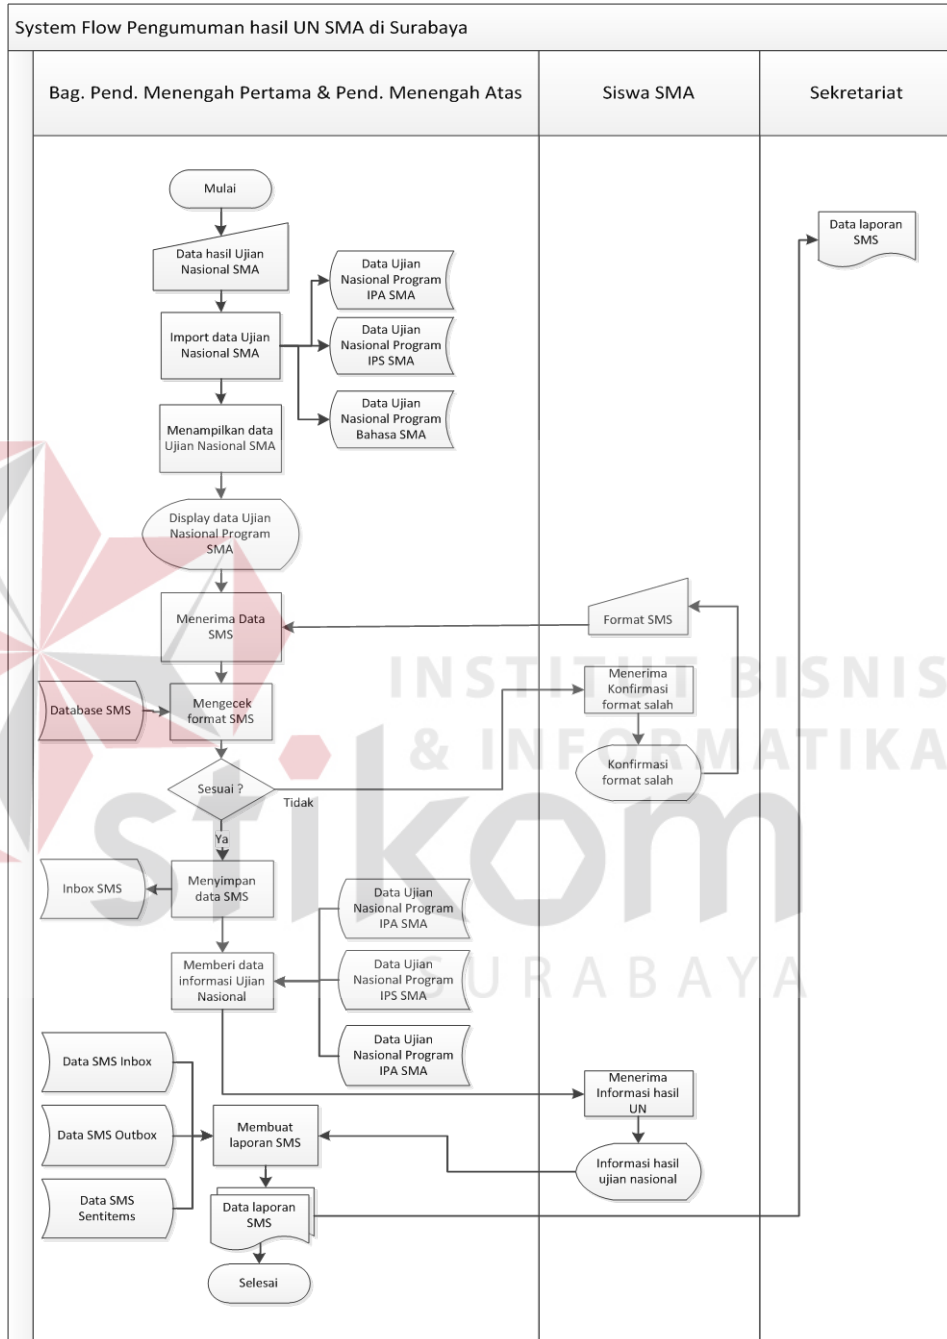 System Flow Pengumuman hasil UN SMA di Surabaya
Bag. Pend. Menengah Pertama & Pend. Menengah Atas
Siswa SMA
Sekretariat
Mulai
Data hasil Ujian
Nasional SMA
Data laporan
SMS
Data Ujian
Nasional Program
IPA SMA
Import data Ujian
Nasional SMA
Data Ujian
Nasional Program
IPS SMA
Data Ujian
Nasional Program
Bahasa SMA
Menampilkan data
Ujian Nasional SMA
Display data Ujian
Nasional Program
SMA
Menerima Data
SMS
Format SMS
Database SMS
Mengecek
format SMS
Menerima
Konfirmasi
format salah
Konfirmasi
format salah
Sesuai ?
Tidak
Ya
Inbox SMS
Menyimpan
data SMS
Data Ujian
Nasional Program
IPA SMA
Memberi data
informasi Ujian
Nasional
Data Ujian
Nasional Program
IPS SMA
Data Ujian
Nasional Program
IPA SMA
Data SMS Inbox
Menerima
Informasi hasil
UN
Data SMS Outbox
Membuat
laporan SMS
Informasi hasil
ujian nasional
Data SMS
Sentitems
Data laporan
SMS
Selesai
INSTITUT BISNIS
& INFORMATIKA
stikom
SURABAYA